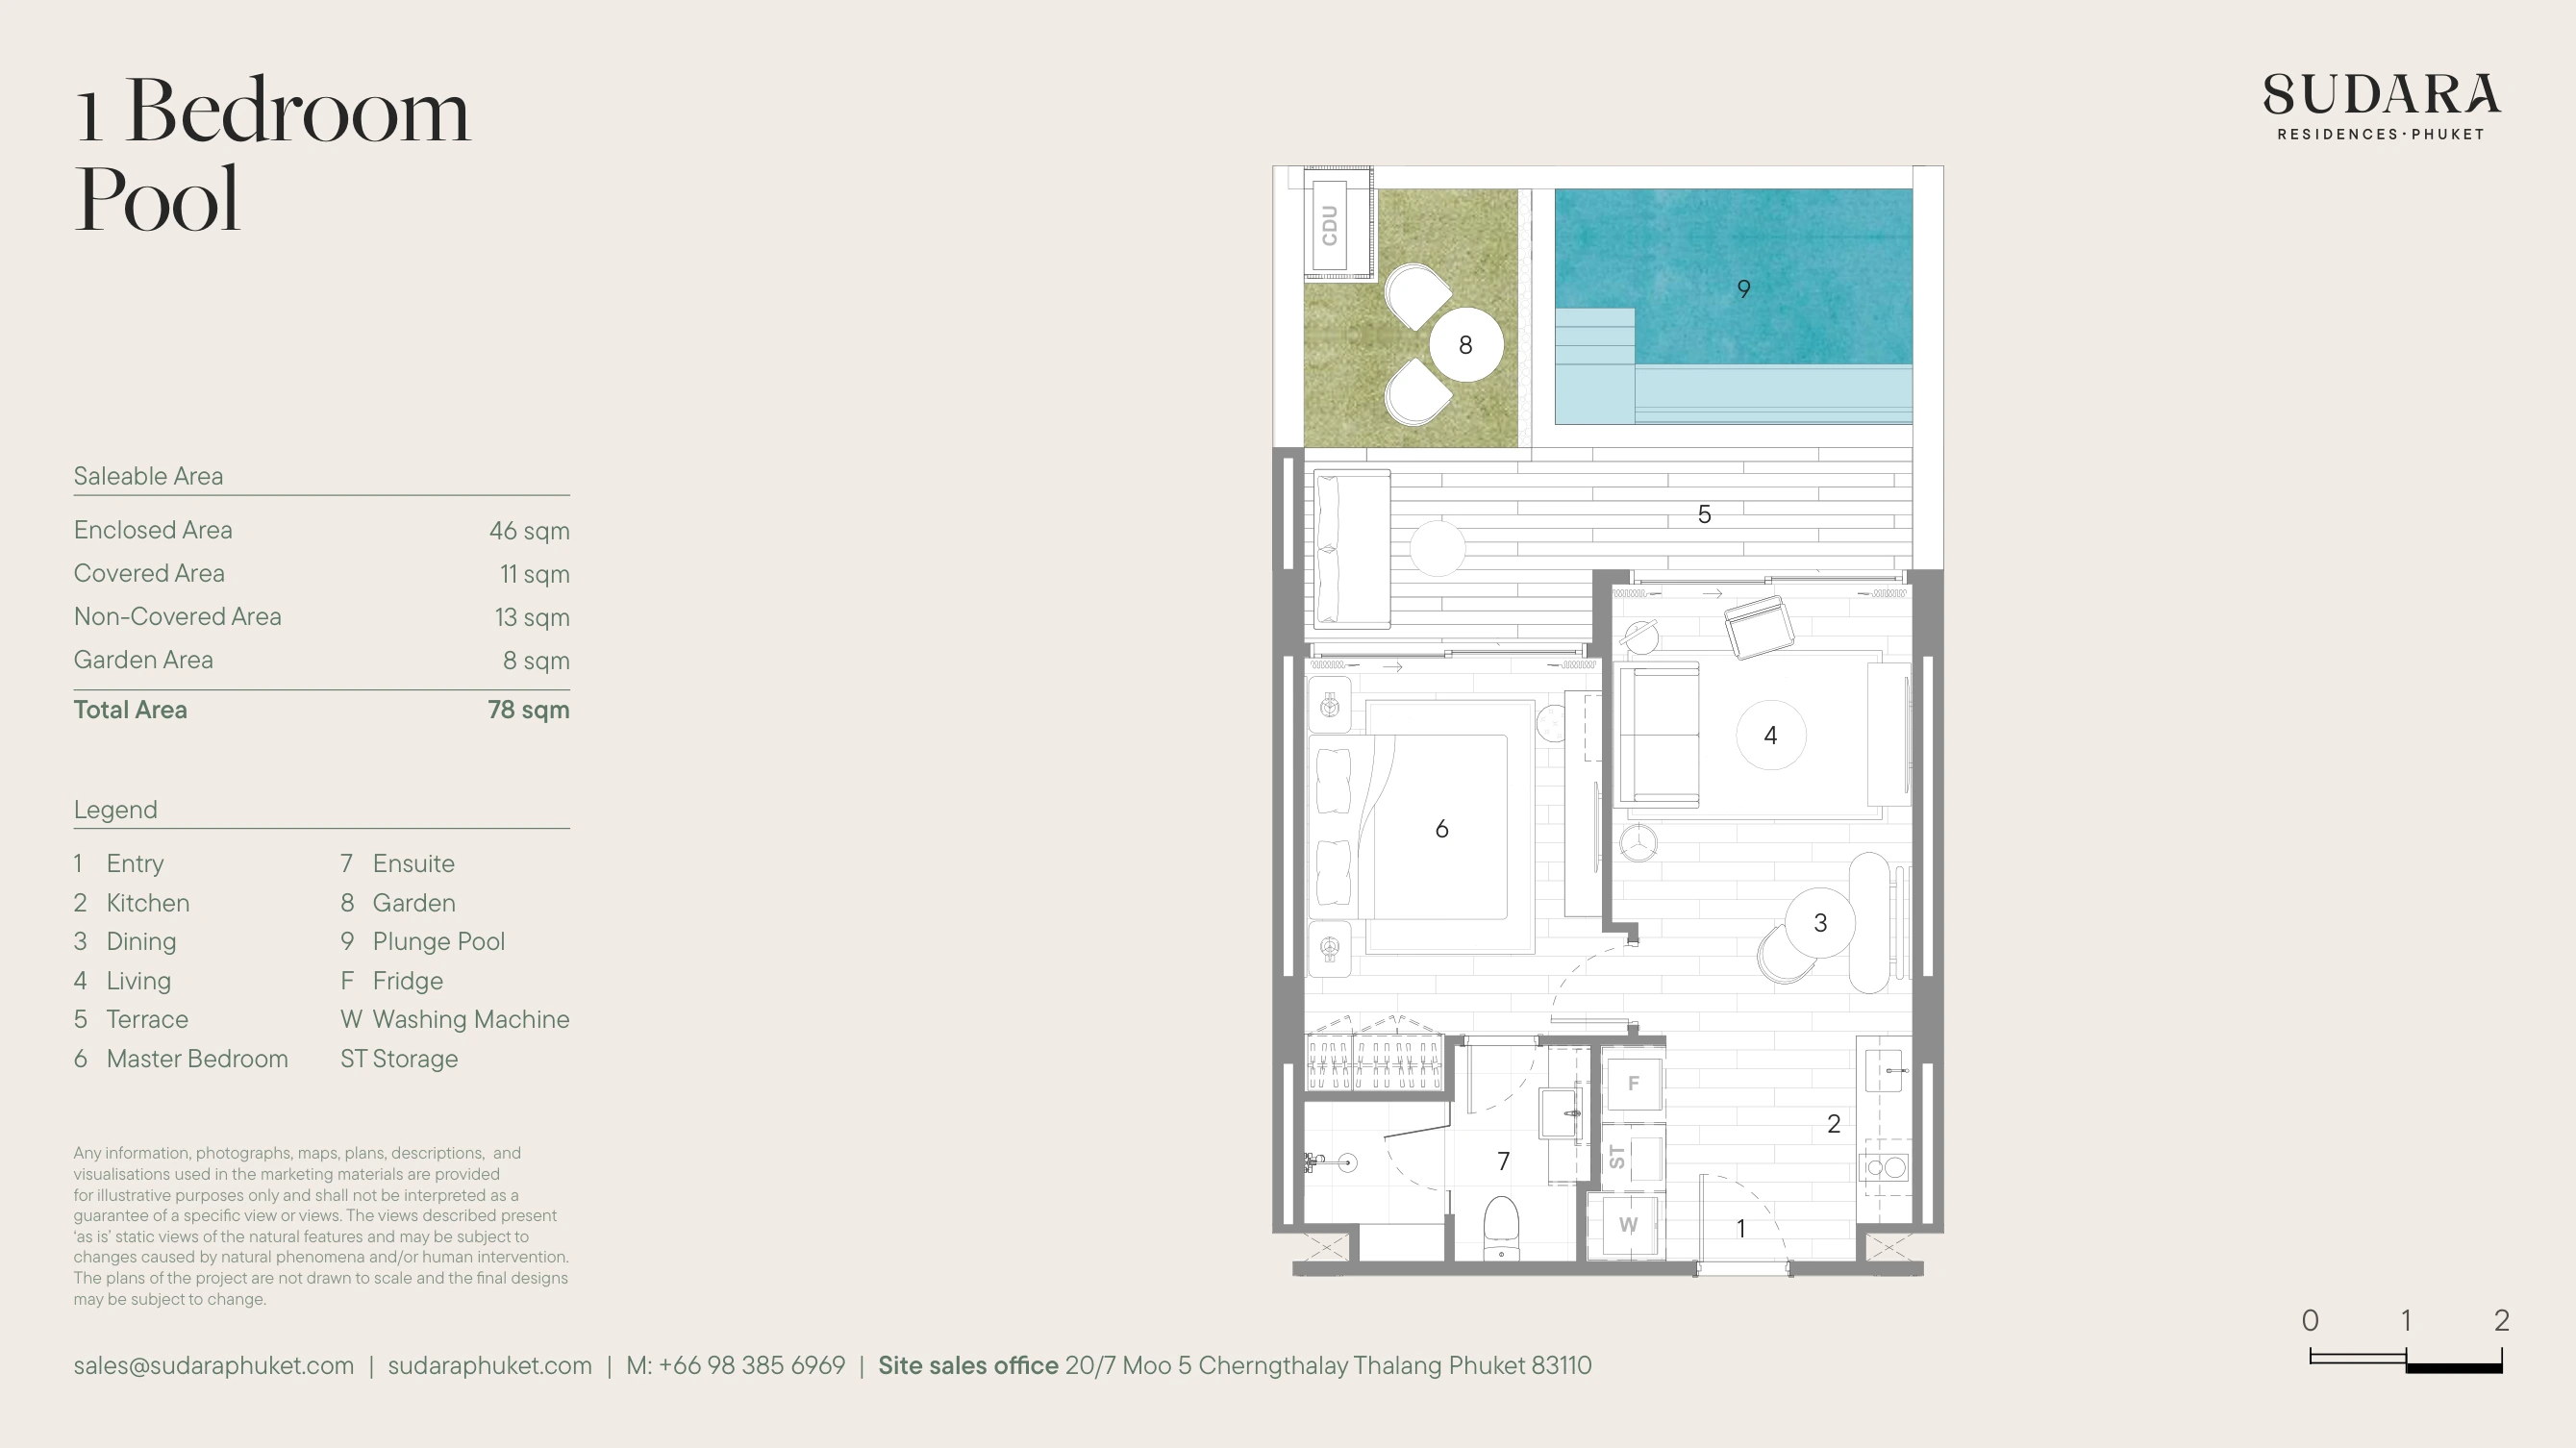 1 Bedroom
Pool
SUDARA
RESIDENCES·PHUKET
Saleable Area
Enclosed Area 46 sqm
Covered Area 11 sqm
Non-Covered Area 13 sqm
Garden Area 8 sqm
Total Area 78 sqm
Legend
1 Entry
2 Kitchen
3 Dining
4 Living
5 Terrace
6 Master Bedroom
7 Ensuite
8 Garden
9 Plunge Pool
F Fridge
W Washing Machine
ST Storage
Any information, photographs, maps, plans, descriptions, and
visualisations used in the marketing materials are provided
for illustrative purposes only and shall not be interpreted as a
guarantee of a specific view or views. The views described present
‘as is’ static views of the natural features and may be subject to
changes caused by natural phenomena and/or human intervention.
The plans of the project are not drawn to scale and the final designs
may be subject to change.
CDU
9
8
5
4
6
3
F
2
ST
7
W
1
0 1 2
sales@sudaraphuket.com | sudaraphuket.com | M: +66 98 385 6969 | Site sales office 20/7 Moo 5 Cherngthalay Thalang Phuket 83110